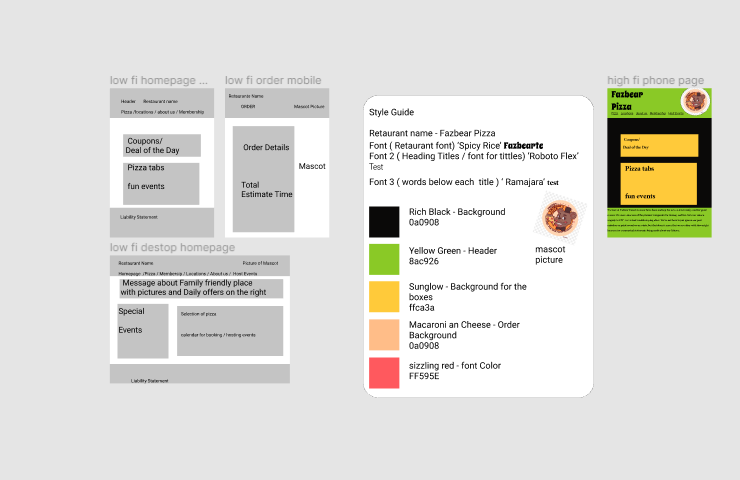 low fi homepage ...
Header Restaurant name
Pizza /locations / about us / Membership
Coupons/
Deal of the Day
Pizza tabs
fun events
Liability Statement
low fi order mobile
Restaurants Name
ORDER
Mascot Picture
Order Details
Mascot
Total
Estimate Time
low fi destop homepage
Restaurant Name
Picture of Mascot
Homepage /Pizza / Membercip / Locations / About us / Host Events
Message about Family friendly place
with pictures and Daily offers on the right
Special
Events
Selection of pizza
calendar for booking / hosting events
Liability Statement
Style Guide
Retaurant name - Fazbear Pizza
Font ( Retaurant font) 'Spicy Rice' Fazbearte
Font 2 ( Heading Titles / font for tittles) 'Roboto Flex'
Test
Font 3 ( words below each title ) ' Ramajara' test
Rich Black - Background
0a0908
Yellow Green - Header
8ac926
Sunglow - Background for the
boxes
ffca3a
Macaroni an Cheese - Order
Background
0a0908
sizzling red - font Color
FF595E
mascot
picture
high fi phone page
Fazbear
Pizza
Coupons/
Deal of the Day
Pizza tabs
fun events